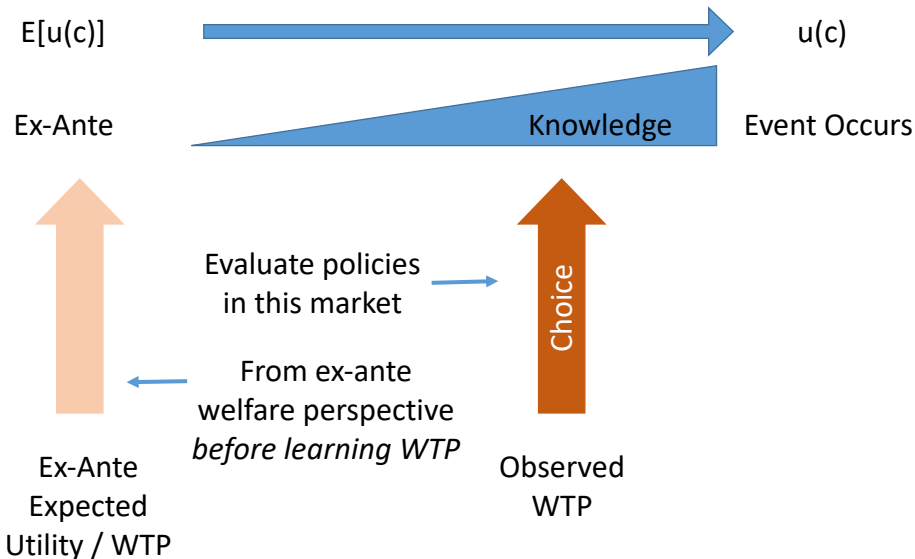 E[u(c)]
u(c)
Ex-Ante
Knowledge
Event Occurs
Evaluate policies
in this market
Choice
From ex-ante
welfare perspective
before learning WTP
Ex-Ante
Expected
Utility / WTP
Observed
WTP